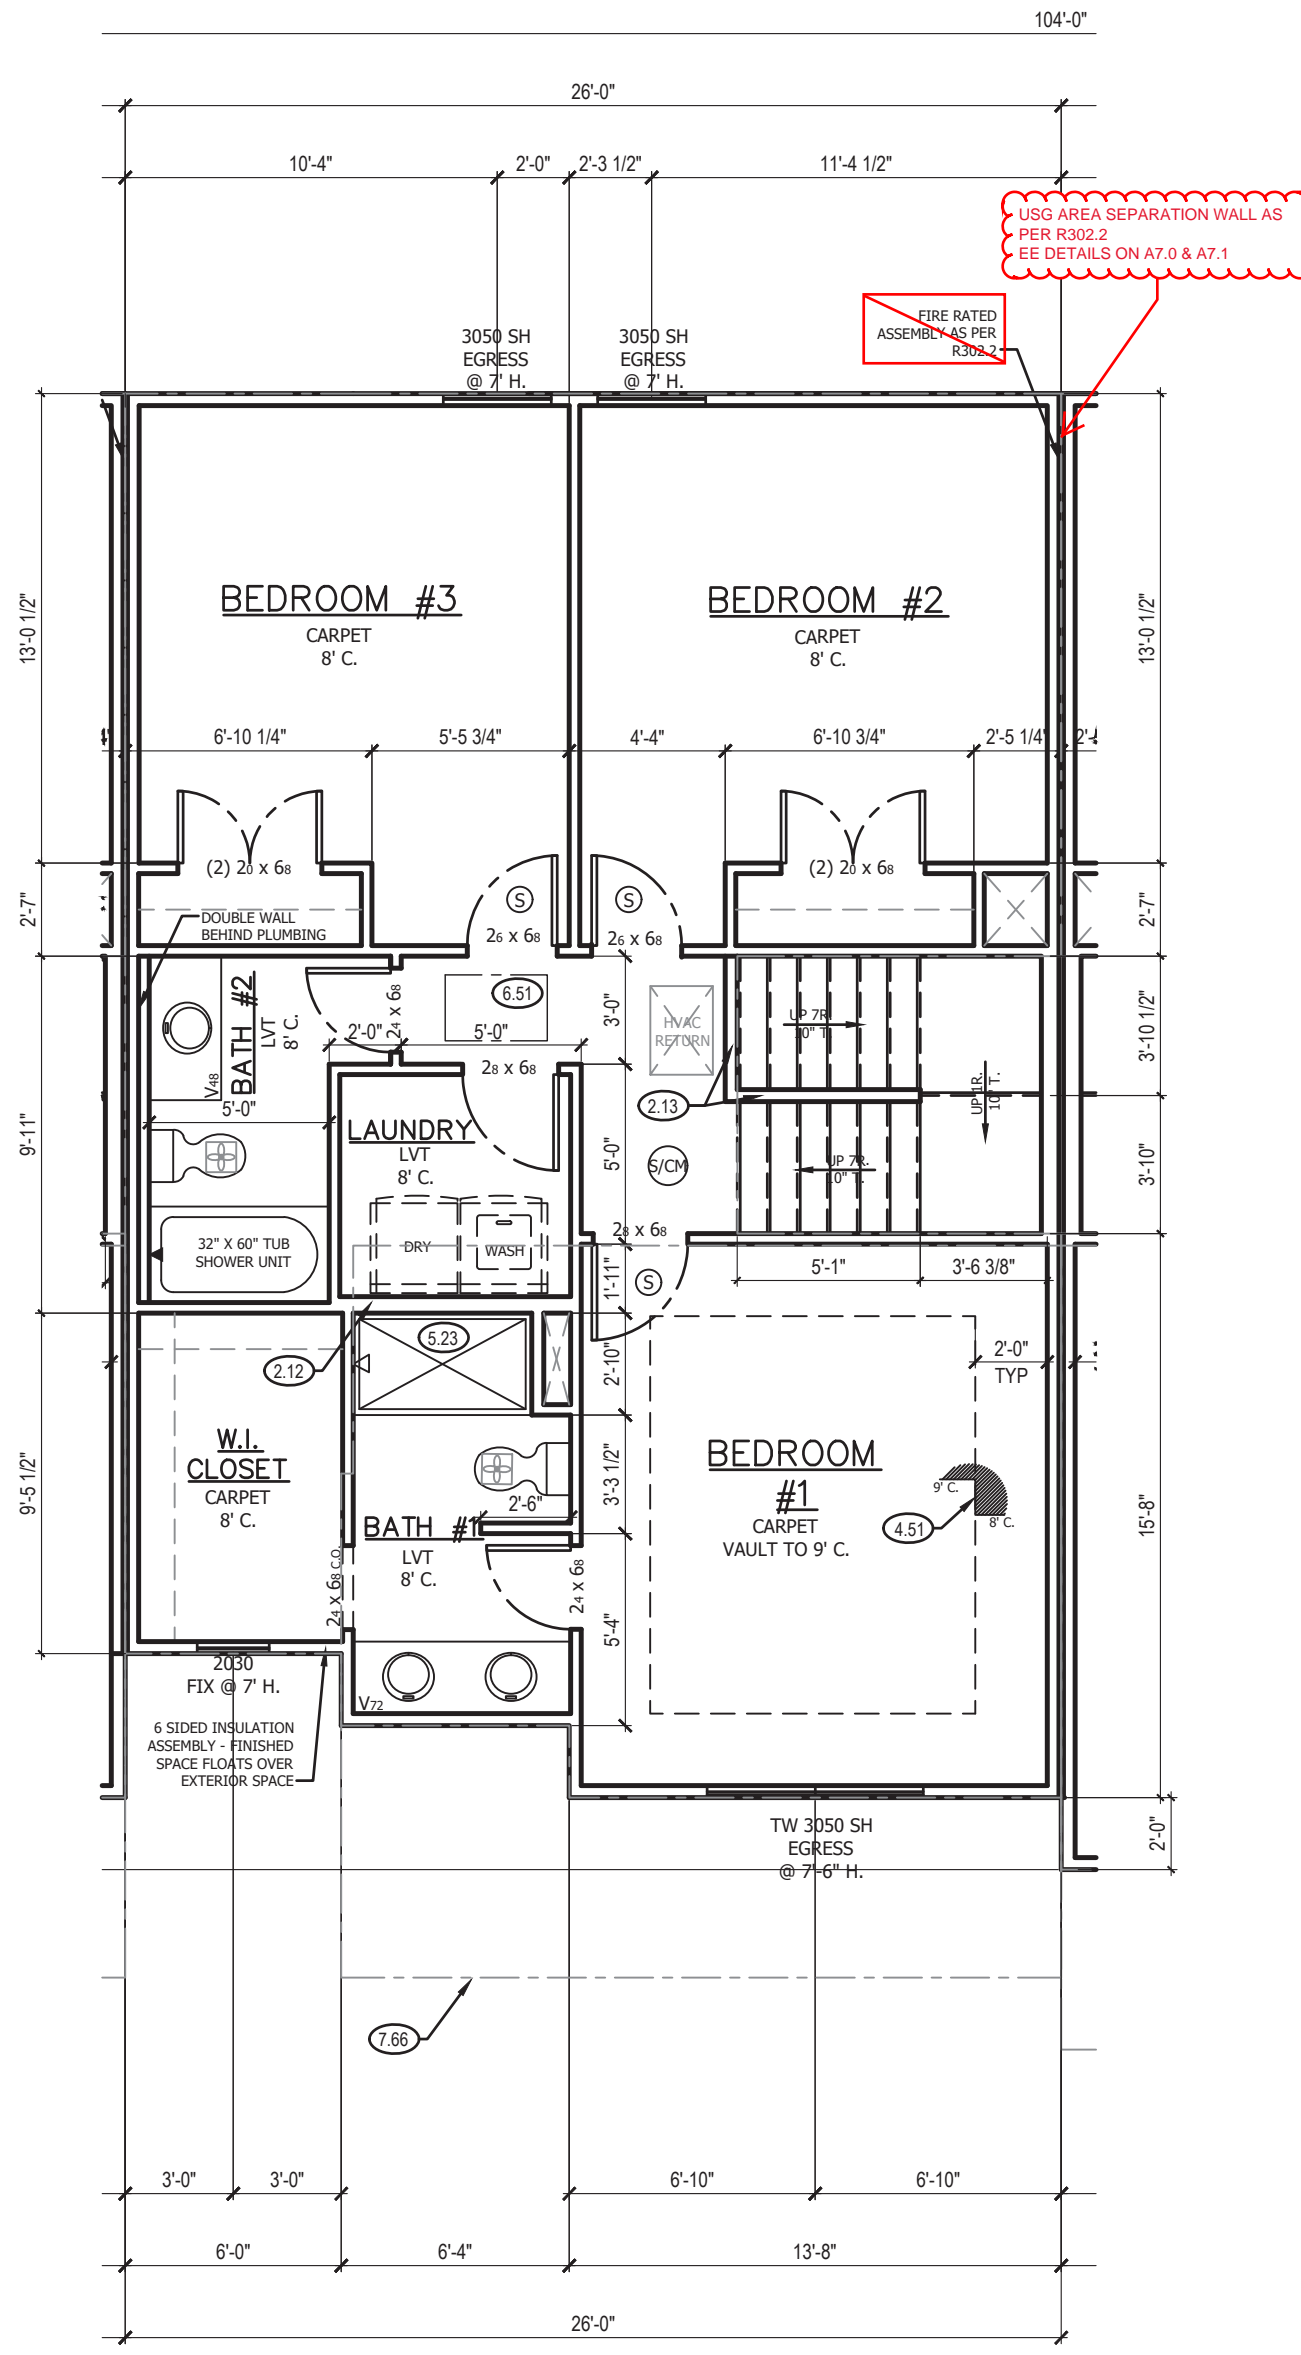 104'-0"
26'-0"
10'-4"
2'-0"
2'-3 1/2"
11'-4 1/2"
USG AREA SEPARATION WALL AS
PER R302.2
EE DETAILS ON A7.0 & A7.1
FIRE RATED
ASSEMBLY AS PER
R302.2
3050 SH
EGRESS
@ 7' H.
3050 SH
EGRESS
@ 7' H.
13'-0 1/2"
13'-0 1/2"
BEDROOM #3
CARPET
8' C.
BEDROOM #2
CARPET
8' C.
6'-10 1/4"
5'-5 3/4"
4'-4"
6'-10 3/4"
2'-5 1/4"
(2) 20 x 68
(2) 20 x 68
2'-7"
2'-7"
S
S
26 x 68
26 x 68
DOUBLE WALL
BEHIND PLUMBING
BATH #2
LVT
8' C.
24 x 68
6.51
HVAC
RETURN
3'-0"
UP 7R.
10" T.
3'-10 1/2"
2'-0"
5'-0"
28 x 68
V48
5'-0"
2.13
UP 1R.
10" T.
9'-11"
LAUNDRY
LVT
8' C.
5'-0"
S/CM
UP 7R.
10" T.
3'-10"
32" X 60" TUB
SHOWER UNIT
DRY
WASH
28 x 68
S
1'-11"
5'-1"
3'-6 3/8"
5.23
2.12
2'-10"
2'-0"
TYP
W.I.
CLOSET
CARPET
8' C.
9'-5 1/2"
3'-3 1/2"
2'-6"
BATH #1
LVT
8' C.
24 x 68 C.O.
24 x 68
5'-4"
BEDROOM
#1
CARPET
VAULT TO 9' C.
9' C.
8' C.
4.51
15'-8"
V72
2030
FIX @ 7' H.
6 SIDED INSULATION
ASSEMBLY - FINISHED
SPACE FLOATS OVER
EXTERIOR SPACE
TW 3050 SH
EGRESS
@ 7'-6" H.
2'-0"
7.66
3'-0"
3'-0"
6'-10"
6'-10"
6'-0"
6'-4"
13'-8"
26'-0"